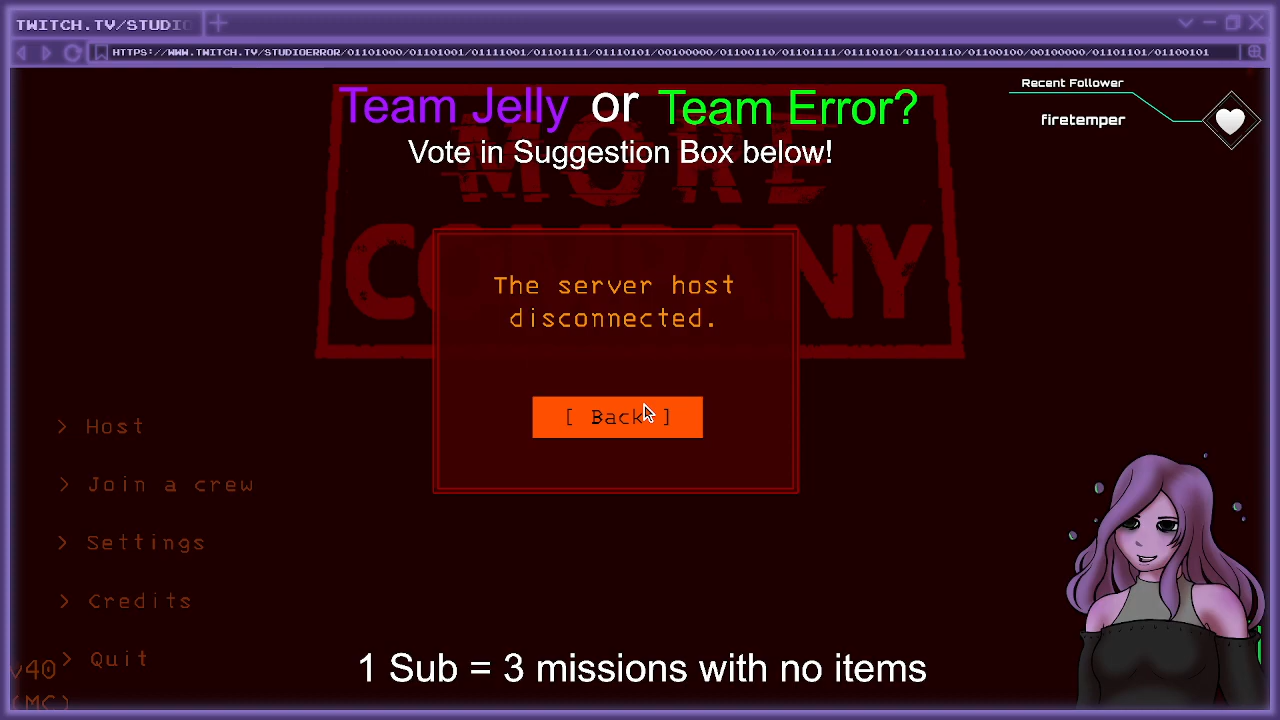 TWITCH.TV/STUDIO
HTTPS://WWW.TWITCH.TV/STUDIOERROR/01101000/01101001/01111001/01101111/01110101/00100000/01100110/01101111/01110101/01101110/01100100/00100000/01101101/01100101
Recent Follower
firetemper
Team Jelly or Team Error?
Vote in Suggestion Box below!
MORE
COMPANY
The server host
disconnected.
[ Back ]
> Host
> Join a crew
> Settings
> Credits
> Quit
v40
(MC)
1 Sub = 3 missions with no items